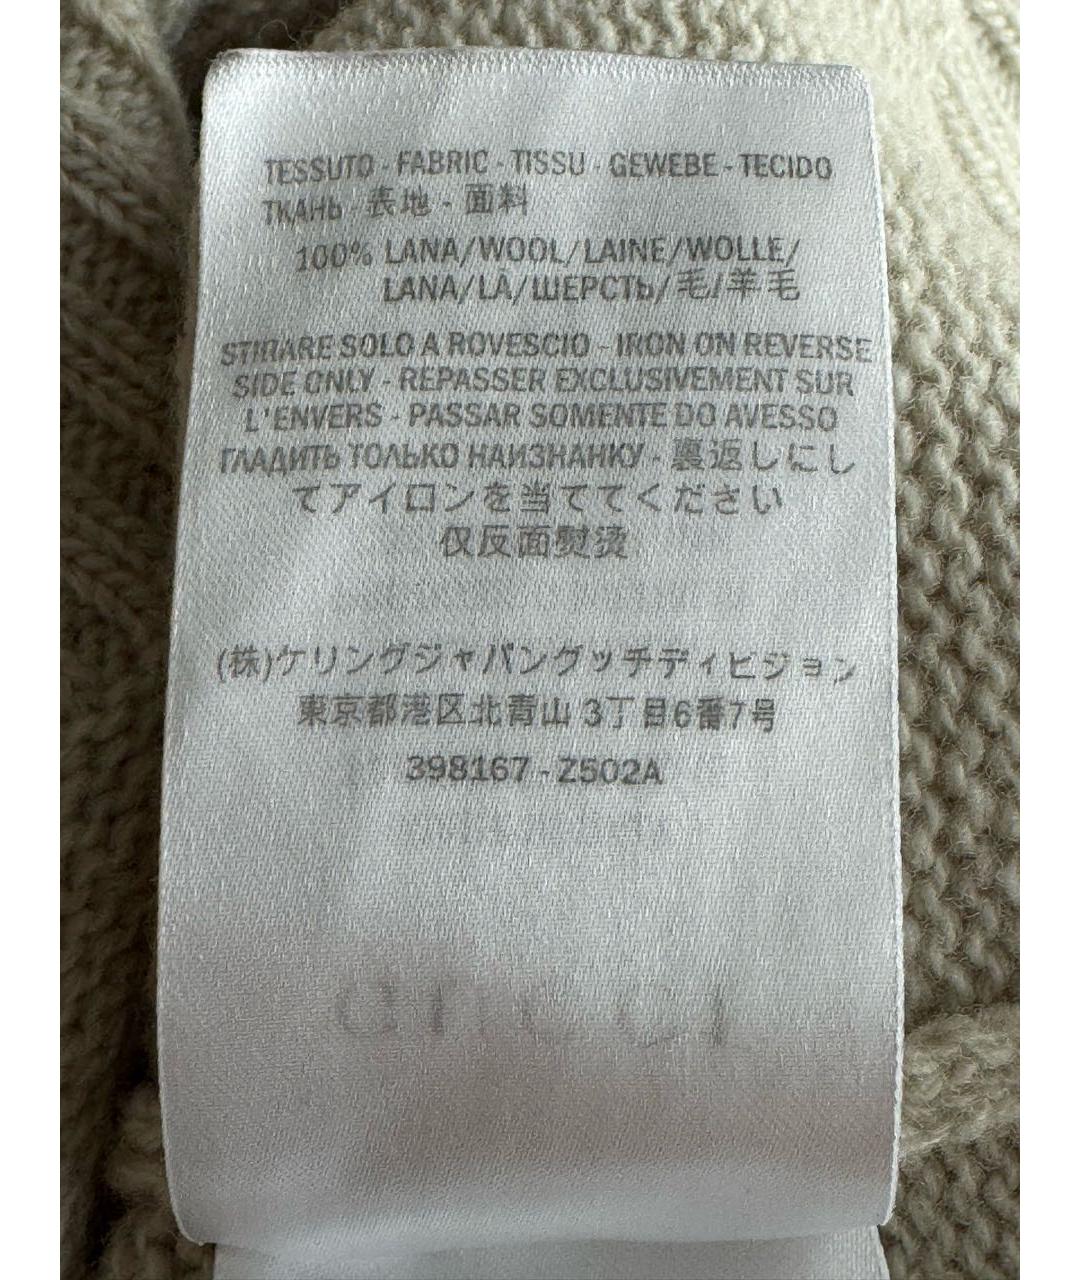 TESSUTO - FABRIC - TISSU - GEWEBE - TECIDO
ТКАНЬ - 表地 - 面料
100% LANA/WOOL/LAINE/WOLLE/
LANA/LÃ/ШЕРСТЬ/毛/羊毛
STIRARE SOLO A ROVESCIO - IRON ON REVERSE
SIDE ONLY - REPASSER EXCLUSIVEMENT SUR
L'ENVERS - PASSAR SOMENTE DO AVESSO
ГЛАДИТЬ ТОЛЬКО НАИЗНАНКУ - 裏返しにし
てアイロンを当ててください
仅反面熨烫
(株)ケリングジャパングッチディビジョン
東京都港区北青山 3丁目6番7号
398167 - Z502A